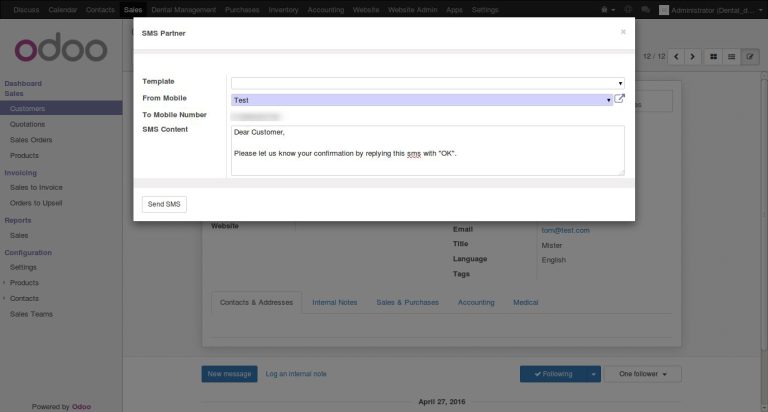 Discuss Calendar Contacts Sales Dental Management Purchases Inventory Accounting Website Website Admin Apps Settings Administrator (Dental_d...
odoo
SMS Partner ×
12 / 12
Template
From Mobile Test
To Mobile Number
SMS Content Dear Customer,
Please let us know your confirmation by replying this sms with "OK".
Send SMS
Dashboard
Sales
Customers
Quotations
Sales Orders
Products
Invoicing
Sales to Invoice
Orders to Upsell
Reports
Sales
Configuration
Settings
Products
Contacts
Sales Teams
Website
Email tom@test.com
Title Mister
Language English
Tags
Contacts & Addresses Internal Notes Sales & Purchases Accounting Medical
New message Log an internal note Following One follower
April 27, 2016
Powered by Odoo